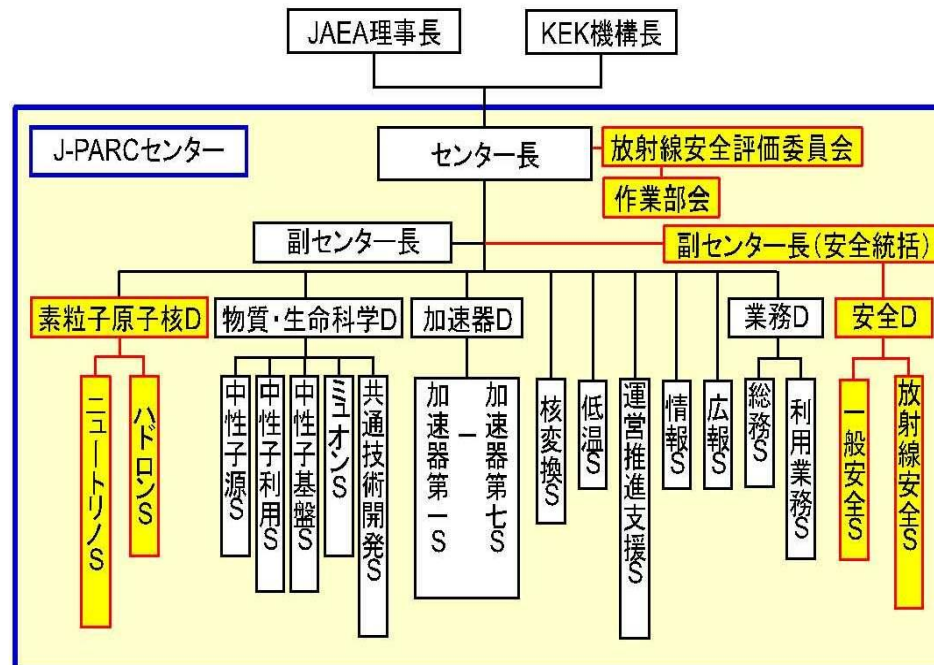 JAEA理事長
KEK機構長
J-PARCセンター
センター長
放射線安全評価委員会
作業部会
副センター長
副センター長(安全統括)
素粒子原子核D
物質・生命科学D
加速器D
業務D
安全D
ニュートリノS
ハドロンS
中性子源S
中性子利用S
中性子基盤S
ミュオンS
共通技術開発S
加速器第一S
ー
加速器第七S
核変換S
低温S
運営推進支援S
情報S
広報S
総務S
利用業務S
一般安全S
放射線安全S